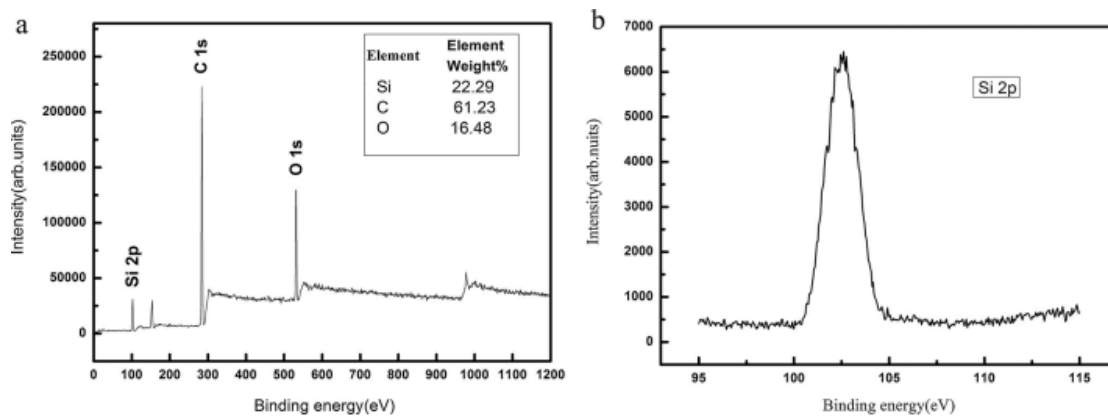 a
Intensity(arb.units)
250000
200000
150000
100000
50000
0
Si 2p
C 1s
O 1s
Element Element Weight%
Si 22.29
C 61.23
O 16.48
0 100 200 300 400 500 600 700 800 900 1000 1100 1200
Binding energy(eV)
b
Intensity(arb.nuits)
7000
6000
5000
4000
3000
2000
1000
0
Si 2p
95 100 105 110 115
Binding energy(eV)